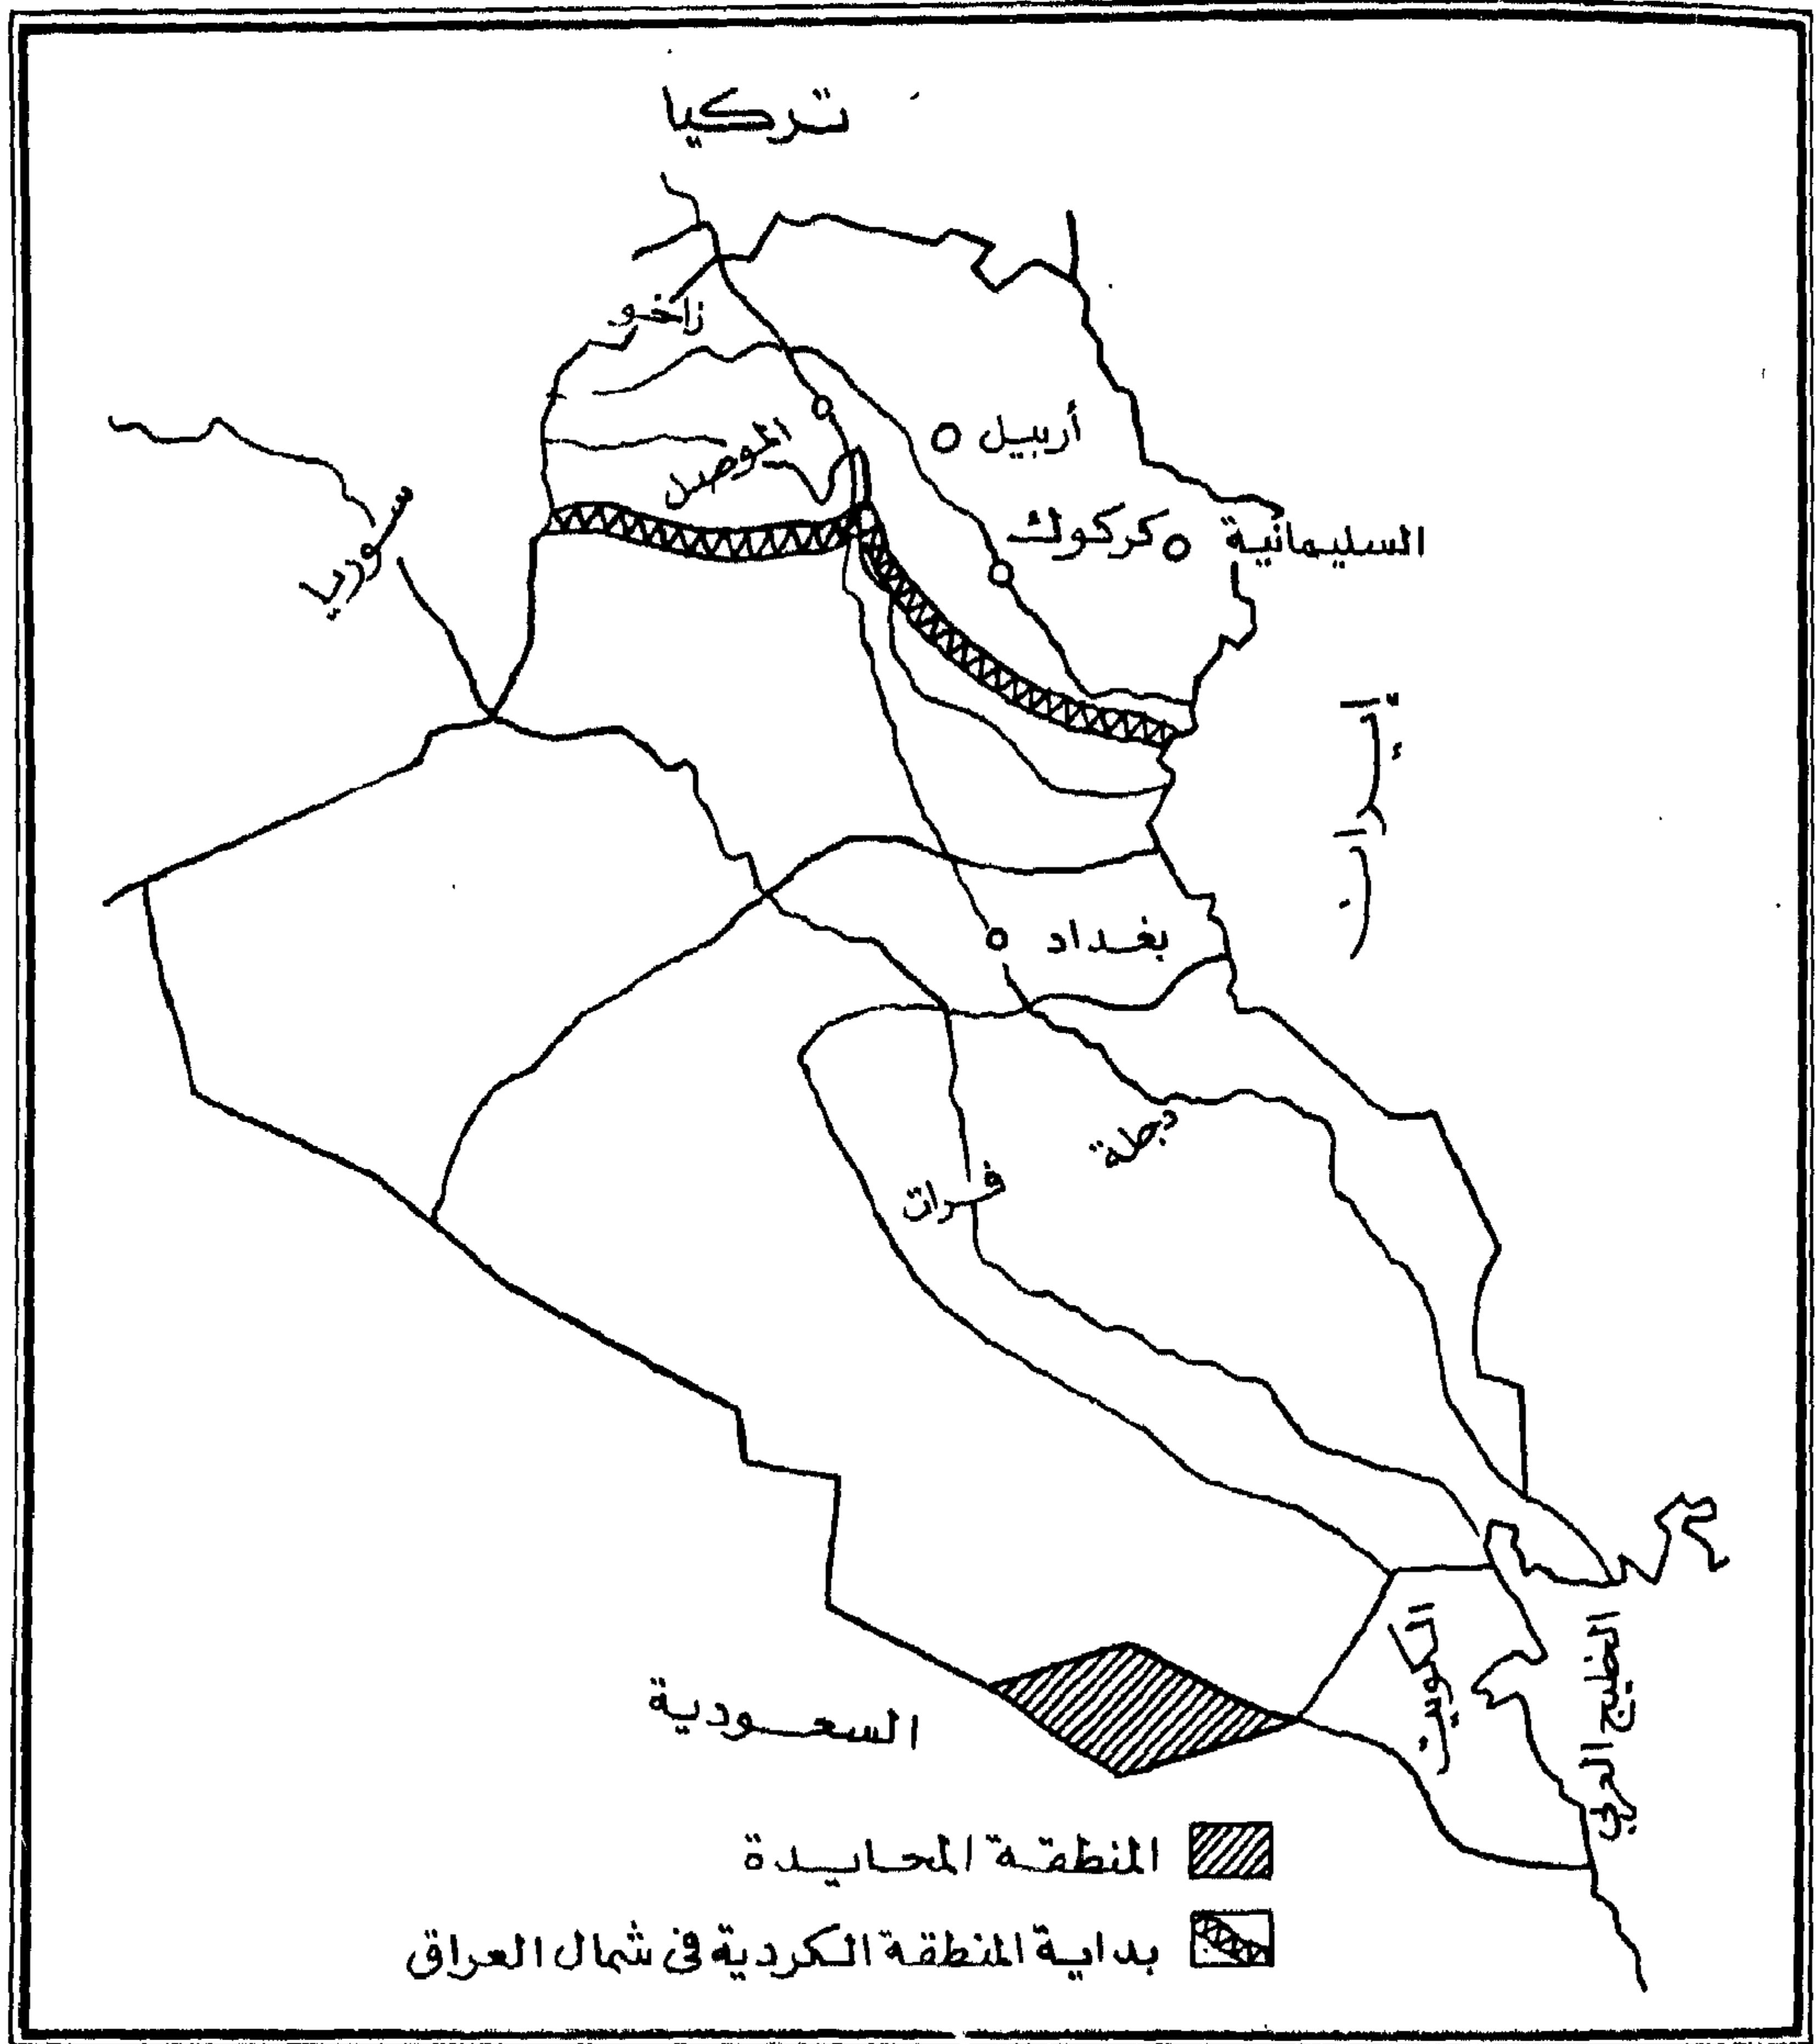 تركيا
زاخو
أربيل
الموصل
السليمانية
كركوك
سوريا
إيران
بغداد
دجلة
فرات
الكويت
الخليج العربي
السعودية
المنطقة المحايدة
بداية المنطقة الكردية فى شمال العراق